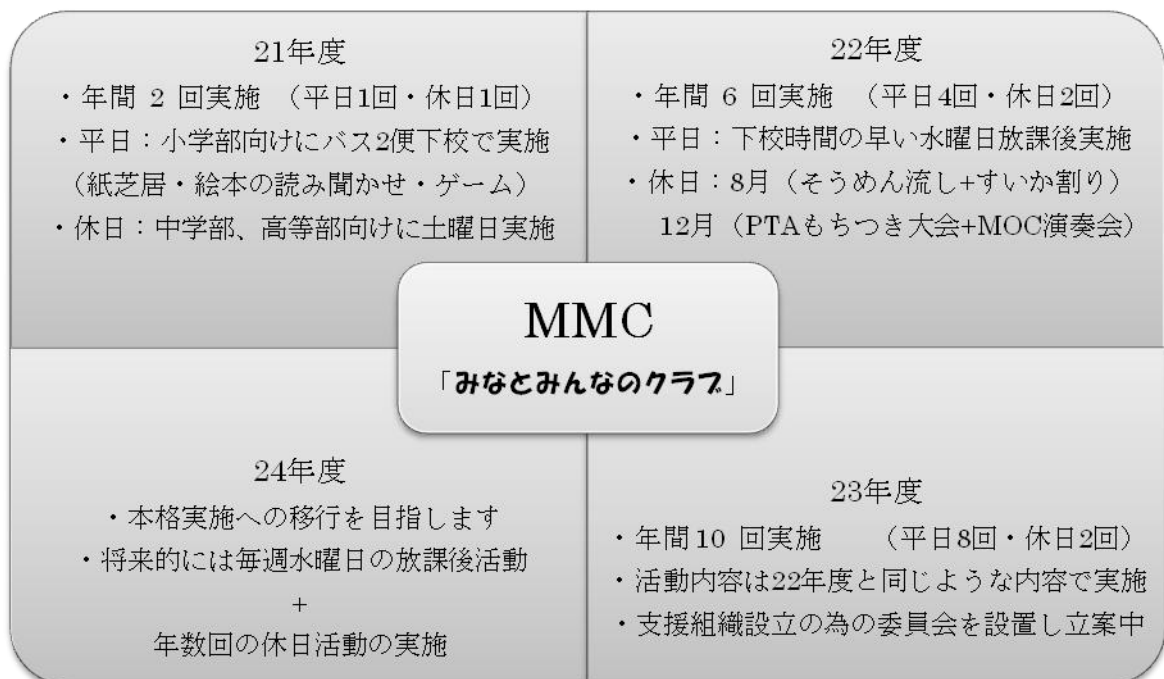 21年度
・年間 2 回実施 （平日1回・休日1回）
・平日：小学部向けにバス2便下校で実施
（紙芝居・絵本の読み聞かせ・ゲーム）
・休日：中学部、高等部向けに土曜日実施
22年度
・年間 6 回実施 （平日4回・休日2回）
・平日：下校時間の早い水曜日放課後実施
・休日：8月（そうめん流し+すいか割り）
12月（PTAもちつき大会+MOC演奏会）
MMC
「みなとみんなのクラブ」
24年度
・本格実施への移行を目指します
・将来的には毎週水曜日の放課後活動
+
年数回の休日活動の実施
23年度
・年間10 回実施 （平日8回・休日2回）
・活動内容は22年度と同じような内容で実施
・支援組織設立の為の委員会を設置し立案中